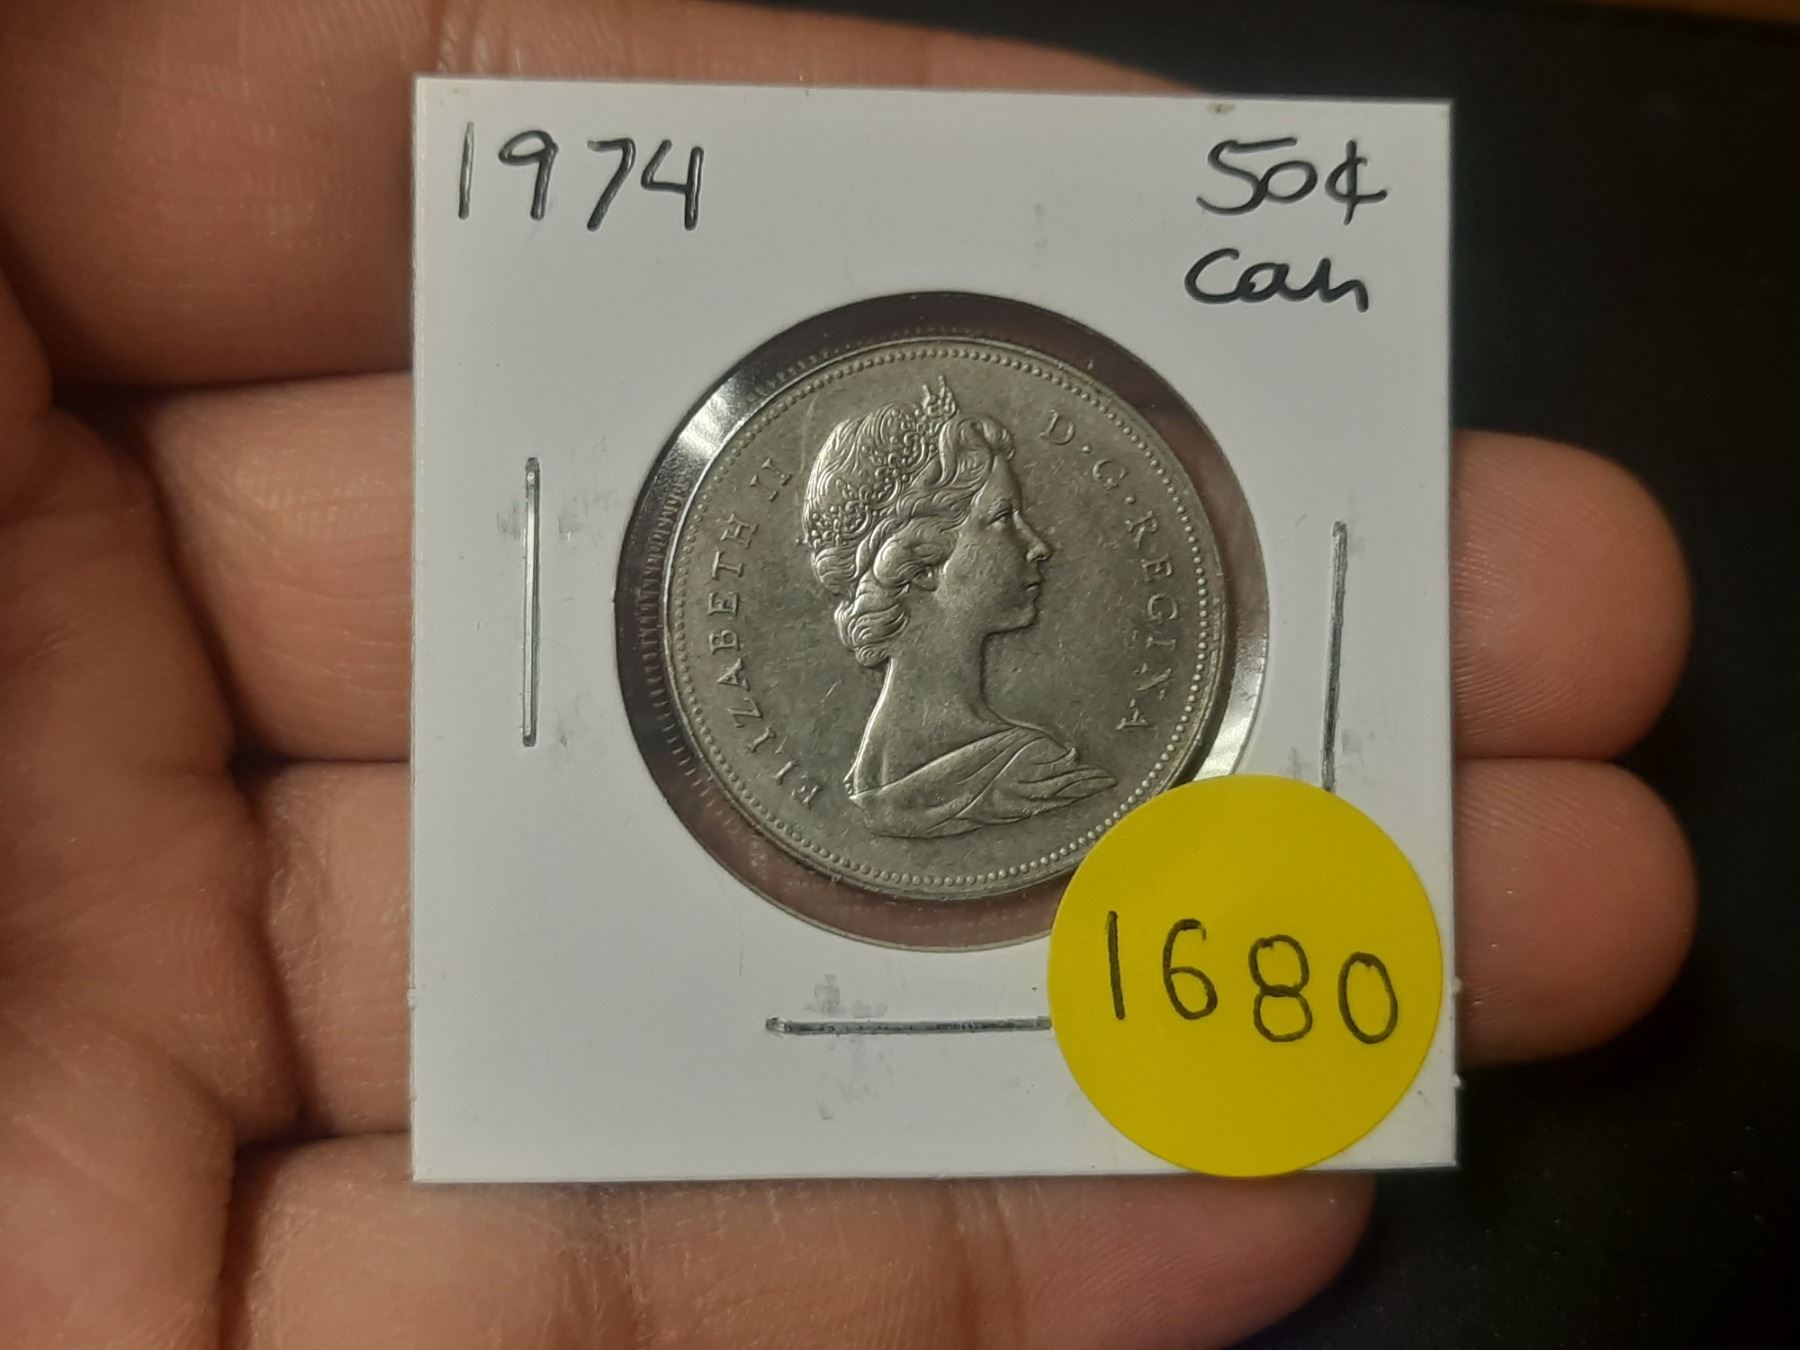 1974
50¢
Can
ELIZABETH II D·G·REGINA
1680